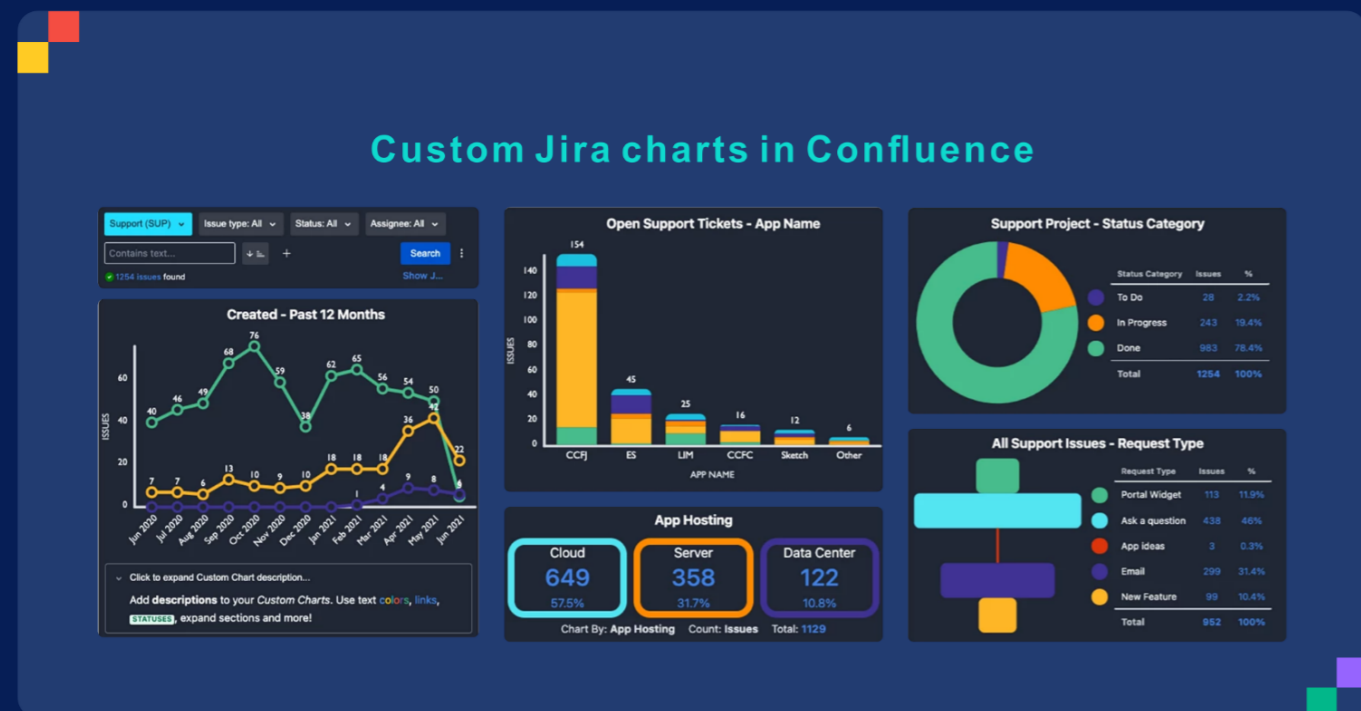 Custom Jira charts in Confluence
Support (SUP)
Issue type: All
Status: All
Assignee: All
Contains text...
Search
1254 issues found
Show J...
Created - Past 12 Months
ISSUES
60
40
20
0
40 46 49 68 76 59 38 62 65 56 54 50
7 7 6 13 10 9 10 18 18 18 36 42 22
1 4 9 8
Jun 2020 Jul 2020 Aug 2020 Sep 2020 Oct 2020 Nov 2020 Dec 2020 Jan 2021 Feb 2021 Mar 2021 Apr 2021 May 2021 Jun 2021
Click to expand Custom Chart description...
Add descriptions to your Custom Charts. Use text colors, links,
STATUSES, expand sections and more!
Open Support Tickets - App Name
ISSUES
140
120
100
80
60
40
20
0
154 45 25 16 12 6
CCFJ ES LIM CCFC Sketch Other
APP NAME
App Hosting
Cloud Server Data Center
649 358 122
57.5% 31.7% 10.8%
Chart By: App Hosting Count: Issues Total: 1129
Support Project - Status Category
Status Category Issues %
To Do 28 2.2%
In Progress 243 19.4%
Done 983 78.4%
Total 1254 100%
All Support Issues - Request Type
Request Type Issues %
Portal Widget 113 11.9%
Ask a question 438 46%
App ideas 3 0.3%
Email 299 31.4%
New Feature 99 10.4%
Total 952 100%